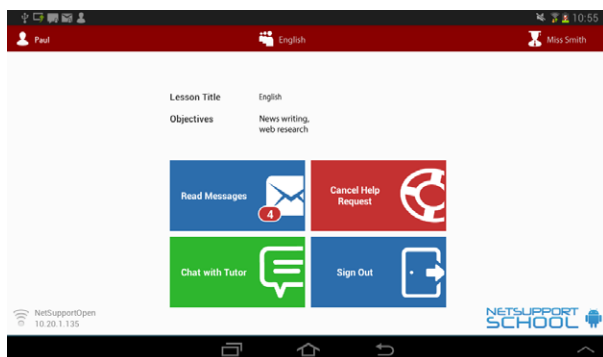 10:55
Paul
English
Miss Smith
Lesson Title English
Objectives News writing,
web research
Read Messages
4
Cancel Help
Request
Chat with Tutor
Sign Out
NetSupportOpen
10.20.1.135
NETSUPPORT
SCHOOL